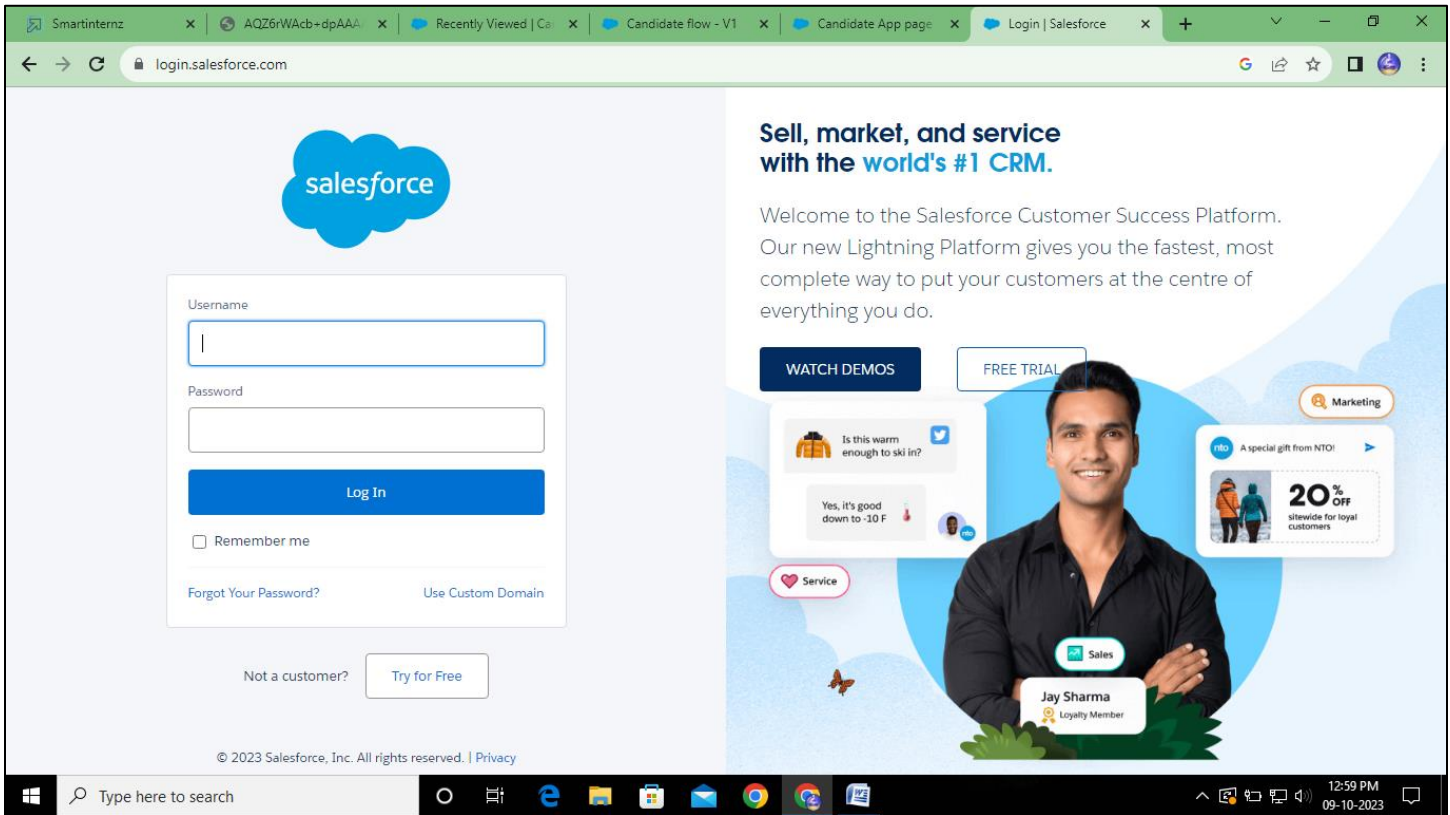 Smartinternz
AQZ6rWAcb+dpAAA
Recently Viewed | Ca
Candidate flow - V1
Candidate App page
Login | Salesforce
login.salesforce.com
salesforce
Username
Password
Log In
Remember me
Forgot Your Password? Use Custom Domain
Not a customer? Try for Free
© 2023 Salesforce, Inc. All rights reserved. | Privacy
Sell, market, and service
with the world's #1 CRM.
Welcome to the Salesforce Customer Success Platform.
Our new Lightning Platform gives you the fastest, most
complete way to put your customers at the centre of
everything you do.
WATCH DEMOS FREE TRIAL
Is this warm
enough to ski in?
Yes, it's good
down to -10 F
nto
Service
Marketing
nto A special gift from NTO!
20% OFF
sitewide for loyal
customers
Sales
Jay Sharma
Loyalty Member
Type here to search
12:59 PM
09-10-2023